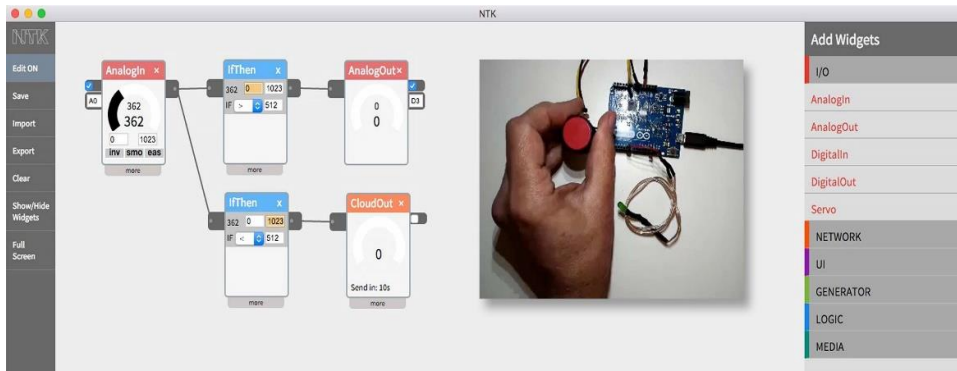 NTK
NTK
Edit ON
Save
Import
Export
Clear
Show/Hide
Widgets
Full
Screen
AnalogIn ×
A0
362
362
0 1023
inv smo eas
more
IfThen x
362 0 1023
IF > 512
more
AnalogOut×
D3
0
0
IfThen x
362 0 1023
IF < 512
more
CloudOut ×
0
Send in: 10s
more
Add Widgets
I/O
AnalogIn
AnalogOut
DigitalIn
DigitalOut
Servo
NETWORK
UI
GENERATOR
LOGIC
MEDIA